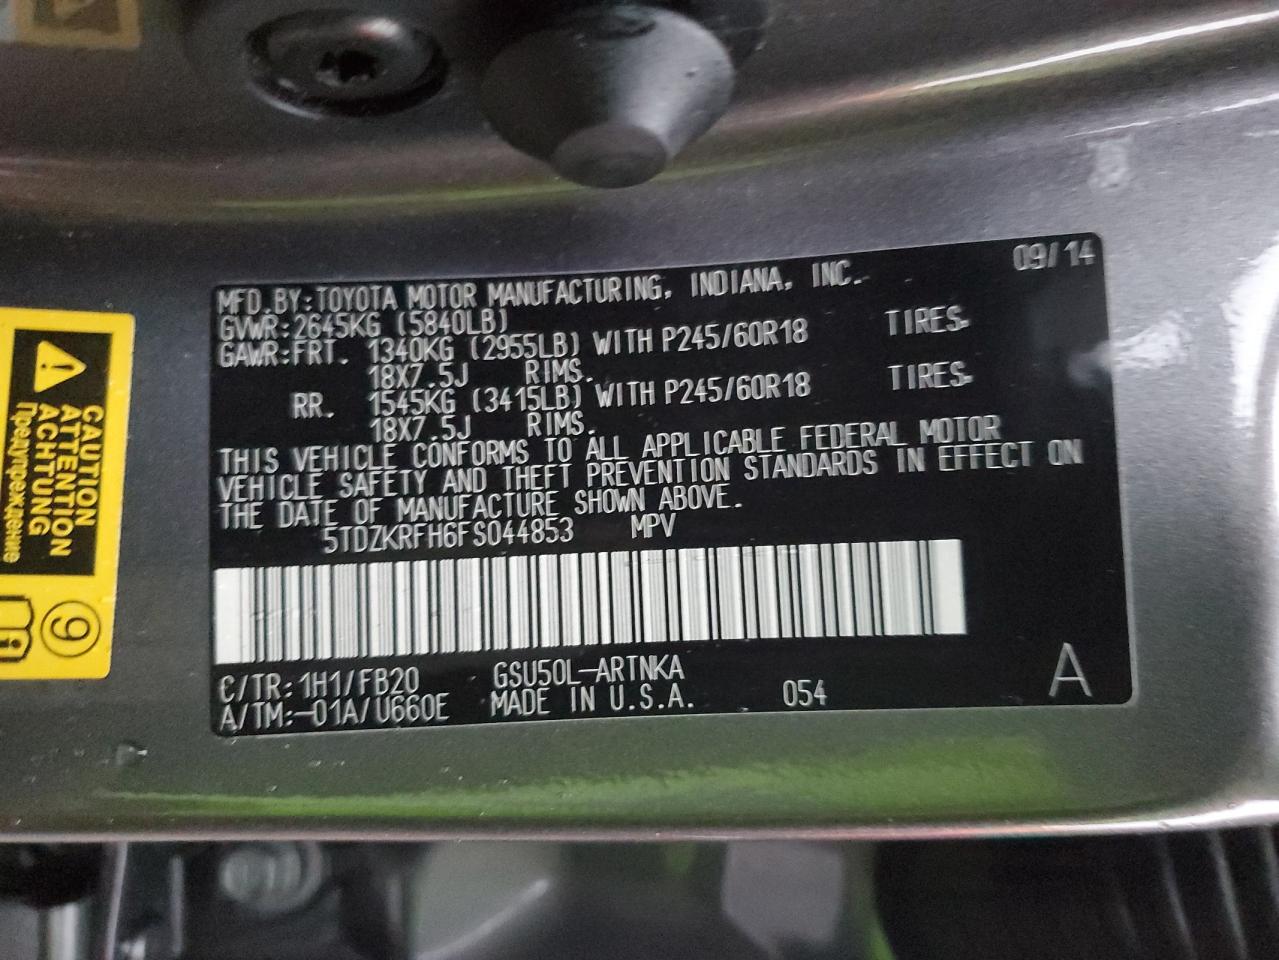 MFD.BY:TOYOTA MOTOR MANUFACTURING, INDIANA, INC. 09/14
GVWR:2645KG (5840LB)
GAWR:FRT. 1340KG (2955LB) WITH P245/60R18 TIRES
18X7.5J RIMS.
RR. 1545KG (3415LB) WITH P245/60R18 TIRES
18X7.5J RIMS.
THIS VEHICLE CONFORMS TO ALL APPLICABLE FEDERAL MOTOR
VEHICLE SAFETY AND THEFT PREVENTION STANDARDS IN EFFECT ON
THE DATE OF MANUFACTURE SHOWN ABOVE.
5TDZKRFH6FS044853 MPV
C/TR:1H1/FB20 GSU50L-ARTNKA
A/TM:-01A/U660E MADE IN U.S.A. 054 A
CAUTION
ATTENTION
ACHTUNG
Предупреждение
9